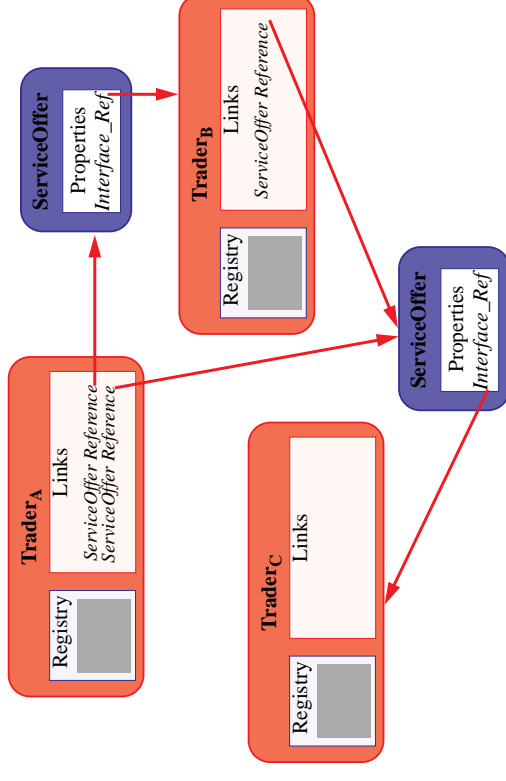 Trader_A
Registry
Links
ServiceOffer Reference
ServiceOffer Reference
ServiceOffer
Properties
Interface_Ref
Trader_B
Registry
Links
ServiceOffer Reference
Trader_C
Registry
Links
ServiceOffer
Properties
Interface_Ref